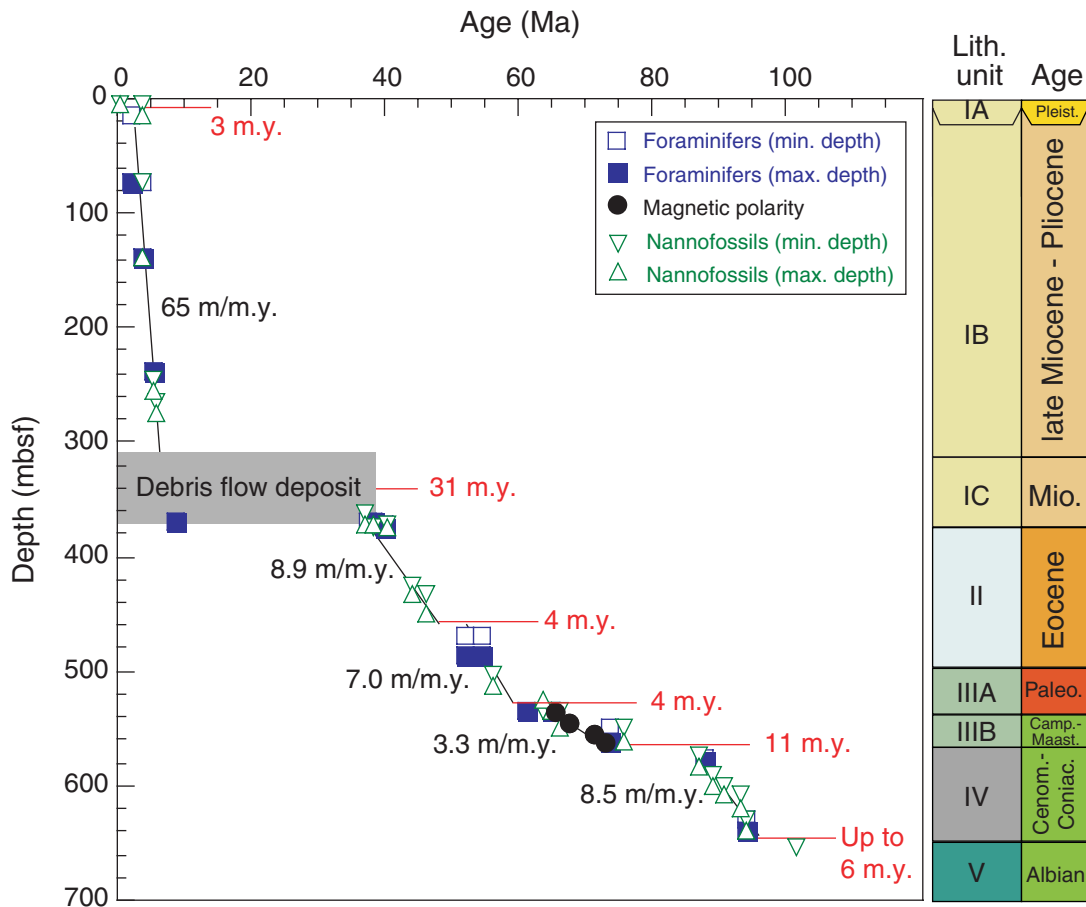 Age (Ma)
Lith. unit
Age
0 20 40 60 80 100
0
100
200
300
400
500
600
700
Depth (mbsf)
Foraminifers (min. depth)
Foraminifers (max. depth)
Magnetic polarity
Nannofossils (min. depth)
Nannofossils (max. depth)
3 m.y.
65 m/m.y.
Debris flow deposit
31 m.y.
8.9 m/m.y.
4 m.y.
7.0 m/m.y.
4 m.y.
3.3 m/m.y.
11 m.y.
8.5 m/m.y.
Up to
6 m.y.
IA
Pleist.
IB
late Miocene - Pliocene
IC
Mio.
II
Eocene
IIIA
Paleo.
IIIB
Camp.-
Maast.
IV
Cenom.-
Coniac.
V
Albian